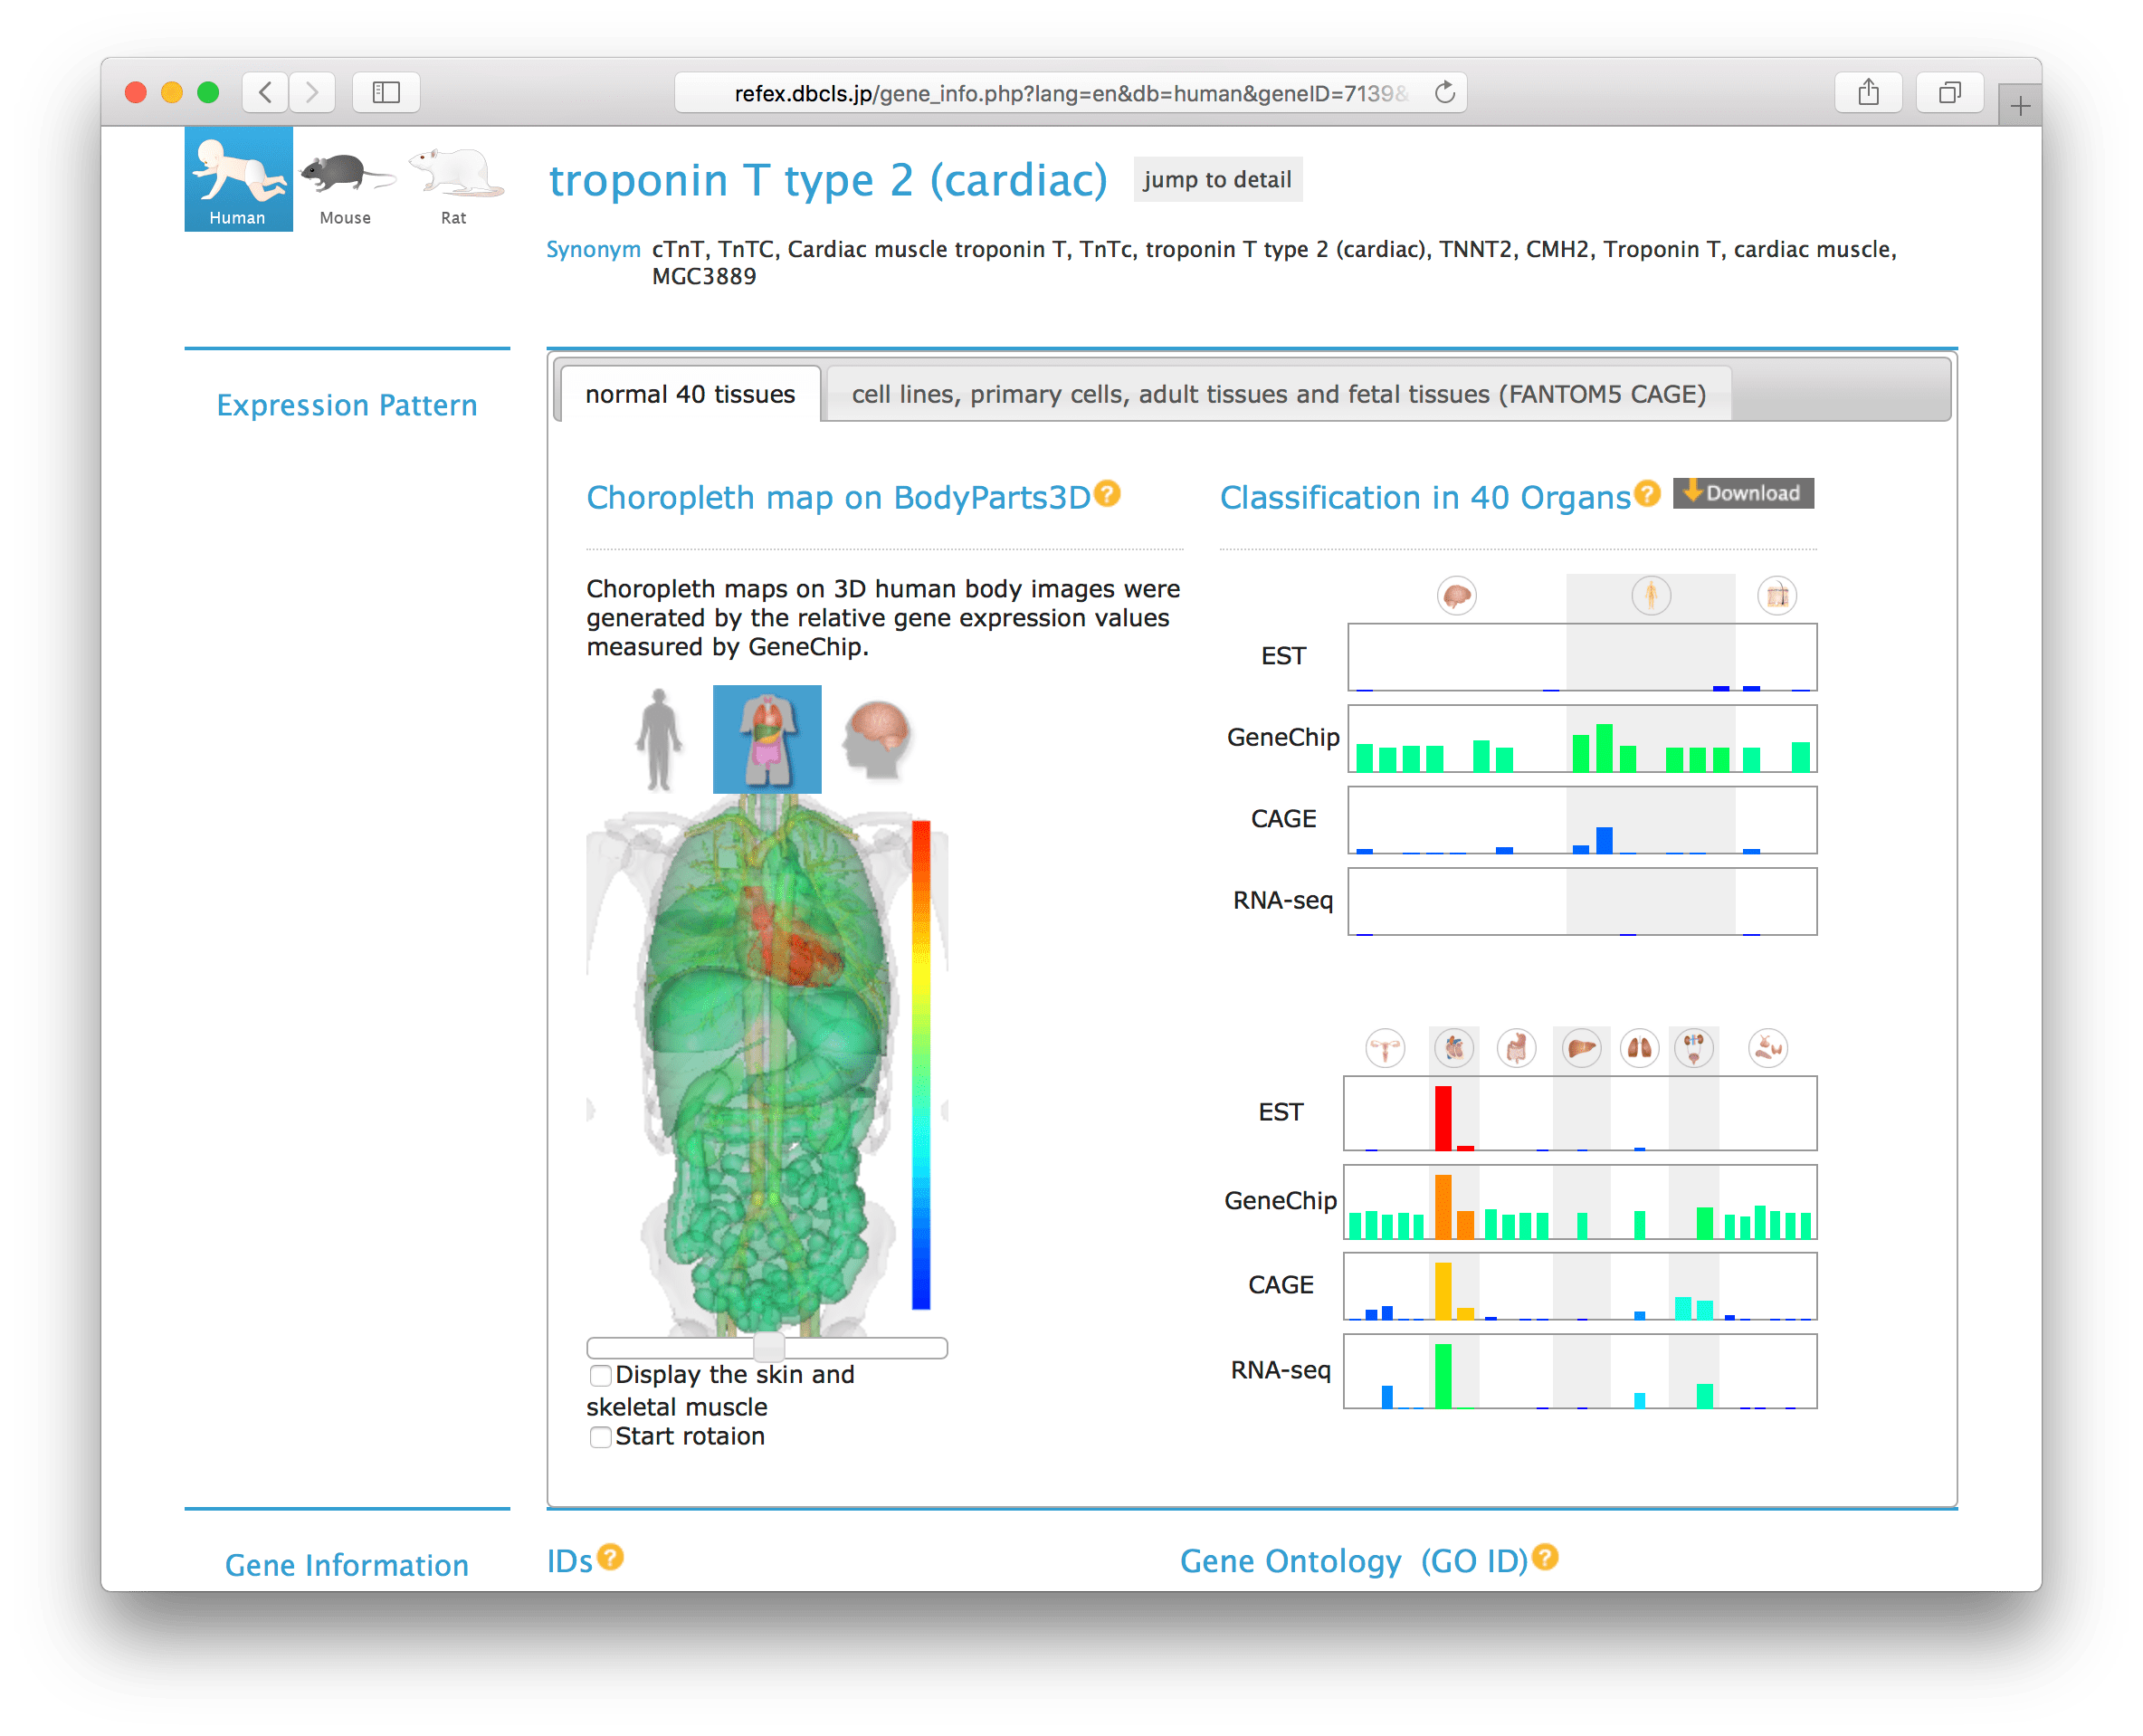 refex.dbcls.jp/gene_info.php?lang=en&db=human&geneID=7139&
Human
Mouse
Rat
troponin T type 2 (cardiac)
jump to detail
Synonym cTnT, TnTC, Cardiac muscle troponin T, TnTc, troponin T type 2 (cardiac), TNNT2, CMH2, Troponin T, cardiac muscle,
MGC3889
Expression Pattern
normal 40 tissues
cell lines, primary cells, adult tissues and fetal tissues (FANTOM5 CAGE)
Choropleth map on BodyParts3D?
Choropleth maps on 3D human body images were
generated by the relative gene expression values
measured by GeneChip.
Display the skin and
skeletal muscle
Start rotaion
Classification in 40 Organs?
Download
EST
GeneChip
CAGE
RNA-seq
EST
GeneChip
CAGE
RNA-seq
Gene Information
IDs?
Gene Ontology (GO ID)?